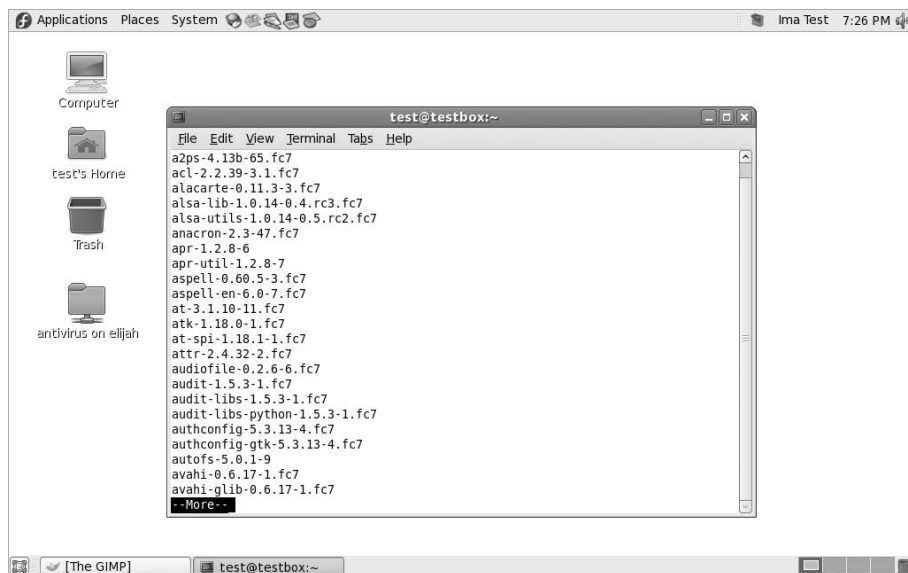 Applications Places System Ima Test 7:26 PM
Computer
test's Home
Trash
antivirus on elijah
test@testbox:~
File Edit View Terminal Tabs Help
a2ps-4.13b-65.fc7
acl-2.2.39-3.1.fc7
alacarte-0.11.3-3.fc7
alsa-lib-1.0.14-0.4.rc3.fc7
alsa-utils-1.0.14-0.5.rc2.fc7
anacron-2.3-47.fc7
apr-1.2.8-6
apr-util-1.2.8-7
aspell-0.60.5-3.fc7
aspell-en-6.0-7.fc7
at-3.1.10-11.fc7
atk-1.18.0-1.fc7
at-spi-1.18.1-1.fc7
attr-2.4.32-2.fc7
audiofile-0.2.6-6.fc7
audit-1.5.3-1.fc7
audit-libs-1.5.3-1.fc7
audit-libs-python-1.5.3-1.fc7
authconfig-5.3.13-4.fc7
authconfig-gtk-5.3.13-4.fc7
autofs-5.0.1-9
avahi-0.6.17-1.fc7
avahi-glib-0.6.17-1.fc7
--More--
[The GIMP] test@testbox:~